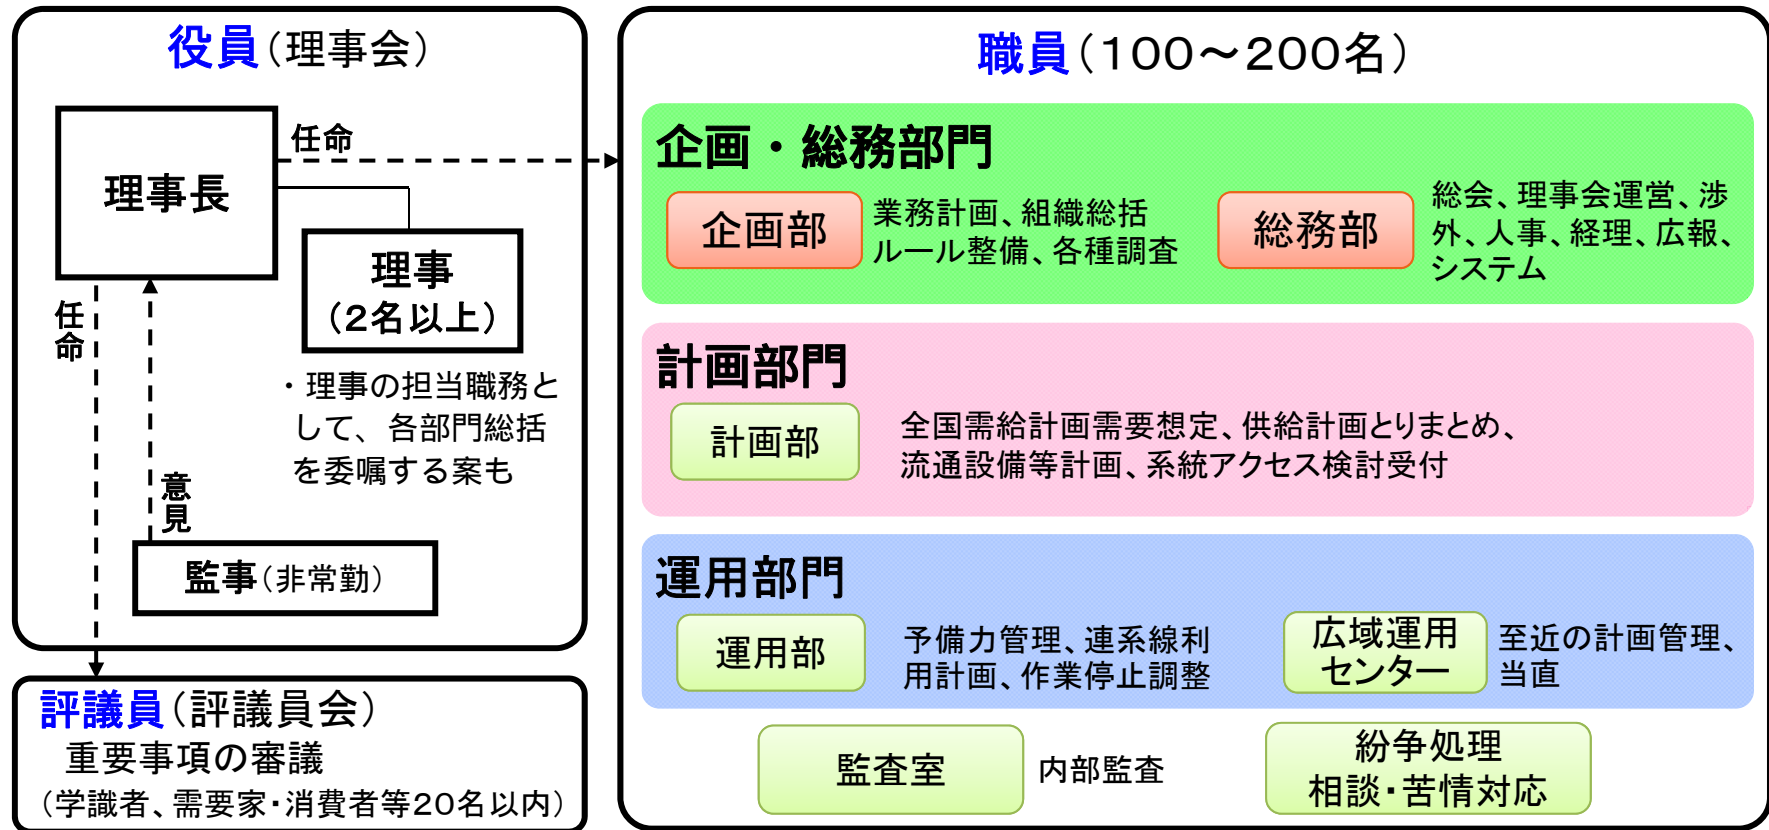 役員(理事会)
理事長
任命
理事
(2名以上)
・理事の担当職務と
して、各部門総括
を委嘱する案も
任命
意見
監事(非常勤)
評議員(評議員会)
重要事項の審議
(学識者、需要家・消費者等20名以内)
職員(100～200名)
企画・総務部門
企画部
業務計画、組織総括
ルール整備、各種調査
総務部
総会、理事会運営、渉
外、人事、経理、広報、
システム
計画部門
計画部
全国需給計画需要想定、供給計画とりまとめ、
流通設備等計画、系統アクセス検討受付
運用部門
運用部
予備力管理、連系線利
用計画、作業停止調整
広域運用
センター
至近の計画管理、
当直
監査室
内部監査
紛争処理
相談・苦情対応